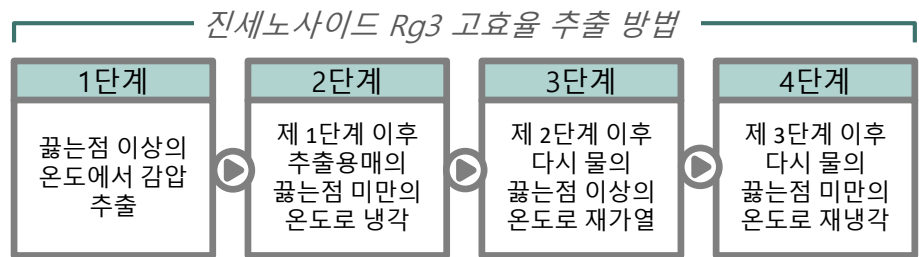 진세노사이드 Rg3 고효율 추출 방법
1단계
끓는점 이상의
온도에서 감압
추출
2단계
제 1단계 이후
추출용매의
끓는점 미만의
온도로 냉각
3단계
제 2단계 이후
다시 물의
끓는점 이상의
온도로 재가열
4단계
제 3단계 이후
다시 물의
끓는점 미만의
온도로 재냉각